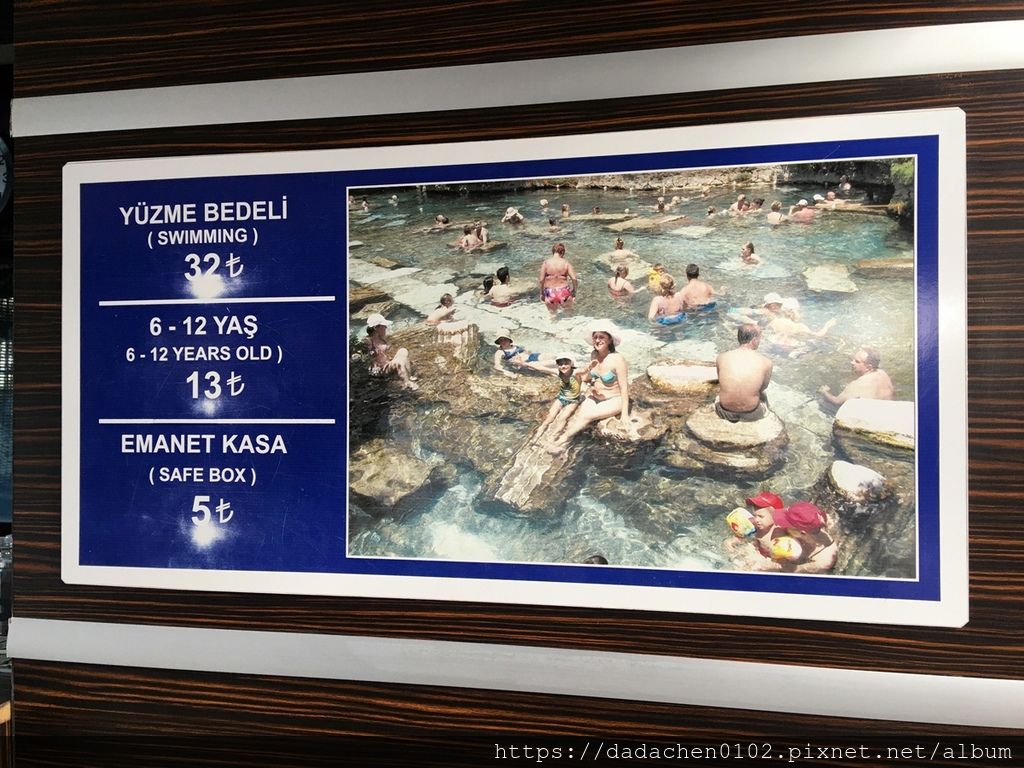 YÜZME BEDELİ
( SWIMMING )
32 ₺
6 - 12 YAŞ
6 - 12 YEARS OLD )
13 ₺
EMANET KASA
( SAFE BOX )
5 ₺
https://dadachen0102.pixnet.net/album